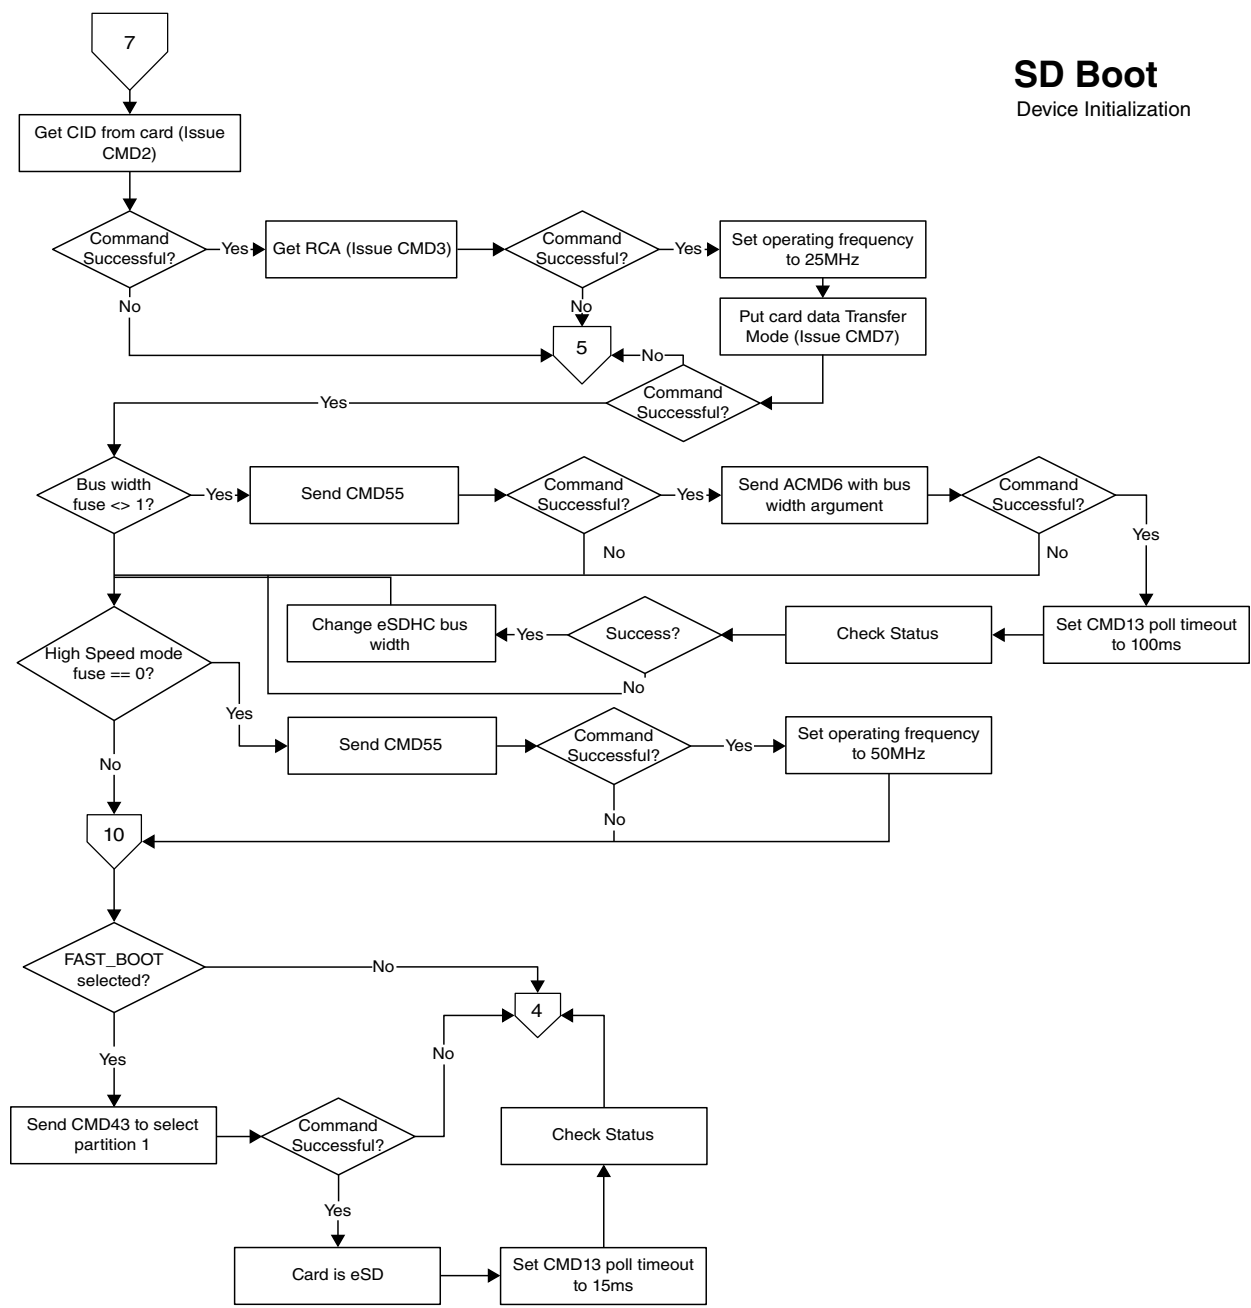 7
SD Boot
Device Initialization
Get CID from card (Issue
CMD2)
Command
Successful?
Yes
Get RCA (Issue CMD3)
Command
Successful?
Yes
Set operating frequency
to 25MHz
No
No
Put card data Transfer
Mode (Issue CMD7)
5
No
Command
Successful?
Yes
Bus width
fuse <> 1?
Yes
Send CMD55
Command
Successful?
Yes
Send ACMD6 with bus
width argument
Command
Successful?
Yes
No
No
Change eSDHC bus
width
Yes
Success?
Check Status
Set CMD13 poll timeout
to 100ms
High Speed mode
fuse == 0?
No
Yes
Send CMD55
Command
Successful?
Yes
Set operating frequency
to 50MHz
No
No
10
FAST_BOOT
selected?
No
4
Yes
No
Send CMD43 to select
partition 1
Command
Successful?
Check Status
Yes
Card is eSD
Set CMD13 poll timeout
to 15ms